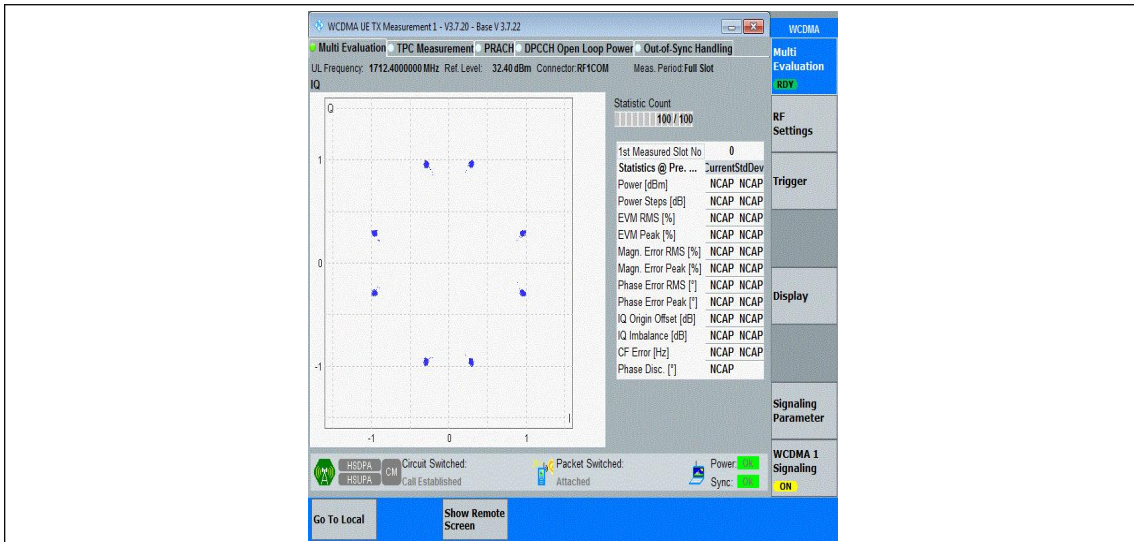 WCDMA UE TX Measurement 1 - V3.7.20 - Base V 3.7.22
WCDMA
Multi Evaluation TPC Measurement PRACH DPCCH Open Loop Power Out-of-Sync Handling
Multi
Evaluation
RDY
UL Frequency: 1712.4000000 MHz Ref. Level: 32.40 dBm Connector:RF1COM Meas. Period:Full Slot
IQ
Q
1
0
-1
-1 0 1
I
Statistic Count
100 / 100
1st Measured Slot No 0
Statistics @ Pre. ... CurrentStdDev
Power [dBm] NCAP NCAP
Power Steps [dB] NCAP NCAP
EVM RMS [%] NCAP NCAP
EVM Peak [%] NCAP NCAP
Magn. Error RMS [%] NCAP NCAP
Magn. Error Peak [%] NCAP NCAP
Phase Error RMS [°] NCAP NCAP
Phase Error Peak [°] NCAP NCAP
IQ Origin Offset [dB] NCAP NCAP
IQ Imbalance [dB] NCAP NCAP
CF Error [Hz] NCAP NCAP
Phase Disc. [°] NCAP
RF
Settings
Trigger
Display
Signaling
Parameter
WCDMA 1
Signaling
ON
HSDPA
HSUPA
CM
Circuit Switched:
Call Established
Packet Switched:
Attached
Power: OK
Sync: OK
Go To Local
Show Remote
Screen